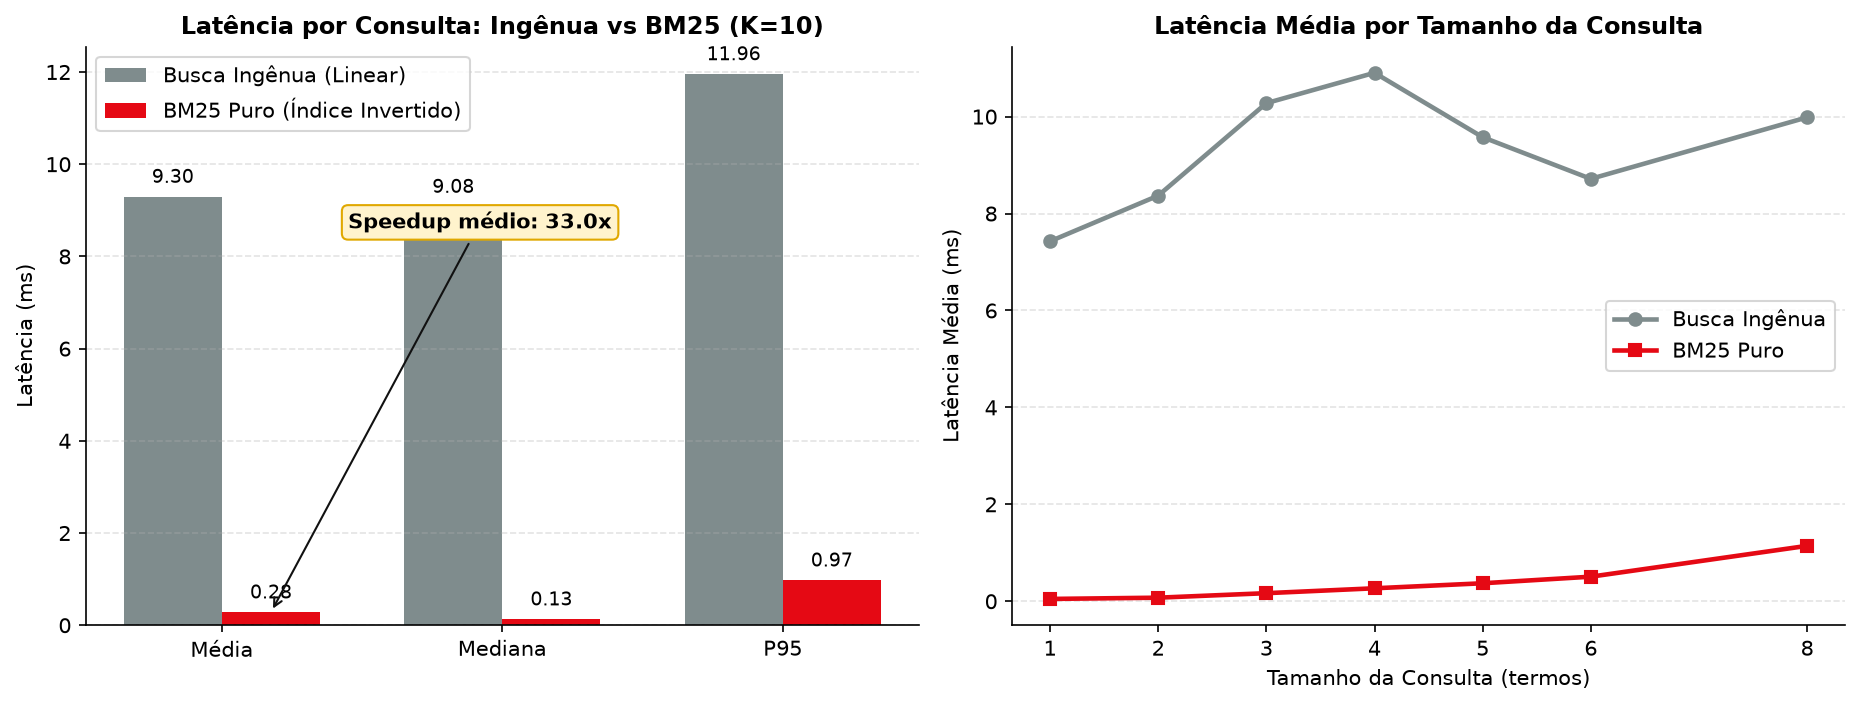 Latência por Consulta: Ingênua vs BM25 (K=10)
Latência (ms)
12
10
8
6
4
2
0
Busca Ingênua (Linear)
BM25 Puro (Índice Invertido)
9.30
0.28
9.08
0.13
11.96
0.97
Speedup médio: 33.0x
Média
Mediana
P95
Latência Média por Tamanho da Consulta
Latência Média (ms)
10
8
6
4
2
0
Busca Ingênua
BM25 Puro
1
2
3
4
5
6
8
Tamanho da Consulta (termos)